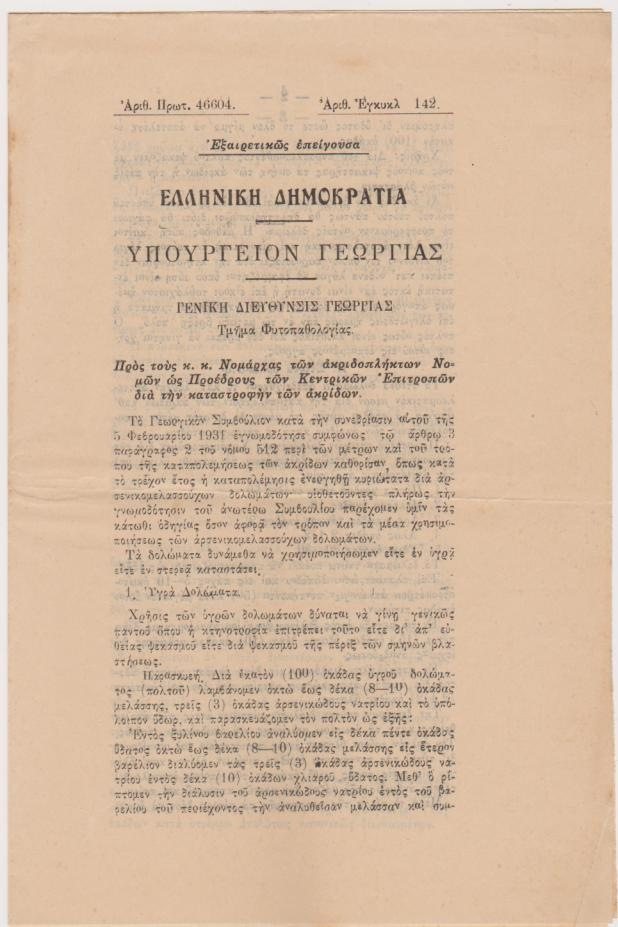 Ἀριθ. Πρωτ. 46604. Ἀριθ. Ἐγκυκλ 142.
Ἐξαιρετικῶς ἐπείγουσα
ΕΛΛΗΝΙΚΗ ΔΗΜΟΚΡΑΤΙΑ
ΥΠΟΥΡΓΕΙΟΝ ΓΕΩΡΓΙΑΣ
ΓΕΝΙΚΗ ΔΙΕΥΘΥΝΣΙΣ ΓΕΩΡΓΙΑΣ
Τμῆμα Φυτοπαθολογίας.
Πρὸς τοὺς κ. κ. Νομάρχας τῶν ἀκριδοπλήκτων Νο-
μῶν ὡς Προέδρους τῶν Κεντρικῶν Ἐπιτροπῶν
διὰ τὴν καταστροφὴν τῶν ἀκρίδων.
Τὸ Γεωργικὸν Συμβούλιον κατὰ τὴν συνεδρίασιν αὐτοῦ τῆς
5 Φεβρουαρίου 1931 ἐγνωμοδότησε συμφώνως τῷ ἄρθρῳ 3
παράγραφος 2 τοῦ νόμου 512 περὶ τῶν μέτρων καὶ τοῦ τρό-
που τῆς καταπολεμήσεως τῶν ἀκρίδων καθορίσαν, ὅπως κατὰ
τὸ τρέχον ἔτος ἡ καταπολέμησις ἐνεργηθῇ κυριώτατα διὰ ἀρ-
σενικομελασσούχων δολωμάτων· υἱοθετοῦντες πλήρως τὴν
γνωμοδότησιν τοῦ ἀνωτέρω Συμβουλίου παρέχομεν ὑμῖν τὰς
κάτωθι ὁδηγίας ὅσον ἀφορᾷ τὸν τρόπον καὶ τὰ μέσα χρησιμο-
ποιήσεως τῶν ἀρσενικομελασσούχων δολωμάτων.
Τὰ δολώματα δυνάμεθα νὰ χρησιμοποιήσωμεν εἴτε ἐν ὑγρᾷ
εἴτε ἐν στερεᾷ καταστάσει.
1. Ὑγρὰ Δολώματα.
Χρῆσις τῶν ὑγρῶν δολωμάτων δύναται νὰ γίνῃ γενικῶς
παντοῦ ὅπου ἡ κτηνοτροφία ἐπιτρέπει τοῦτο εἴτε δι' ἀπ' εὐ-
θείας ψεκασμοῦ εἴτε διὰ ψεκασμοῦ τῆς πέριξ τῶν σμηνῶν βλα-
στήσεως.
Παρασκευή. Διὰ ἑκατὸν (100) ὀκάδας ὑγροῦ δολώμα-
τος (πολτοῦ) λαμβάνομεν ὀκτὼ ἕως δέκα (8—10) ὀκάδας
μελάσσης, τρεῖς (3) ὀκάδας ἀρσενικώδους νατρίου καὶ τὸ ὑπό-
λοιπον ὕδωρ, καὶ παρασκευάζομεν τὸν πολτὸν ὡς ἑξῆς:
Ἐντὸς ξυλίνου βαρελίου ἀναλύομεν εἰς δέκα πέντε ὀκάδας
ὕδατος ὀκτὼ ἕως δέκα (8—10) ὀκάδας μελάσσης εἰς ἕτερον
βαρέλιον διαλύομεν τὰς τρεῖς (3) ὀκάδας ἀρσενικώδους να-
τρίου ἐντὸς δέκα (10) ὀκάδων χλιαροῦ ὕδατος. Μεθ' ὃ ρί-
πτομεν τὴν διάλυσιν τοῦ ἀρσενικώδους νατρίου ἐντὸς τοῦ βα-
ρελίου τοῦ περιέχοντος τὴν ἀναλυθεῖσαν μελάσσαν καὶ συμ-